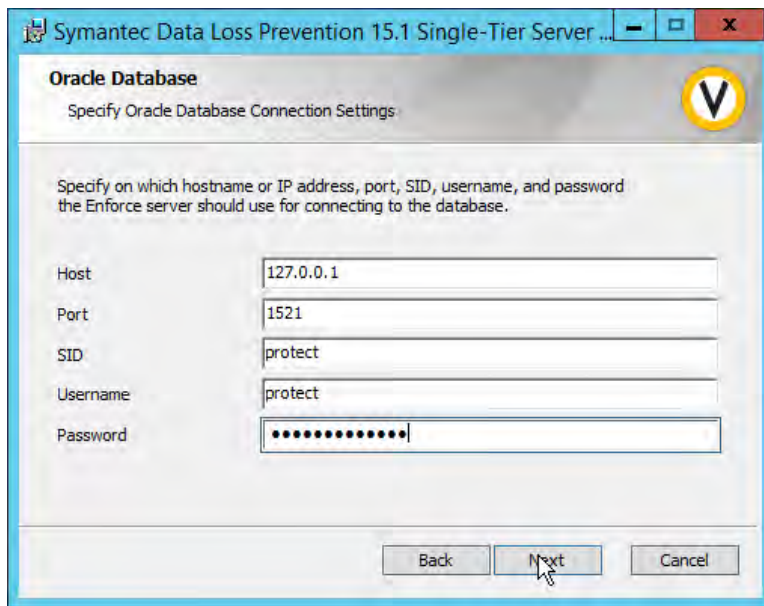 Symantec Data Loss Prevention 15.1 Single-Tier Server ...
Oracle Database
Specify Oracle Database Connection Settings
Specify on which hostname or IP address, port, SID, username, and password
the Enforce server should use for connecting to the database.
Host
127.0.0.1
Port
1521
SID
protect
Username
protect
Password
•••••••••••••
Back
Next
Cancel